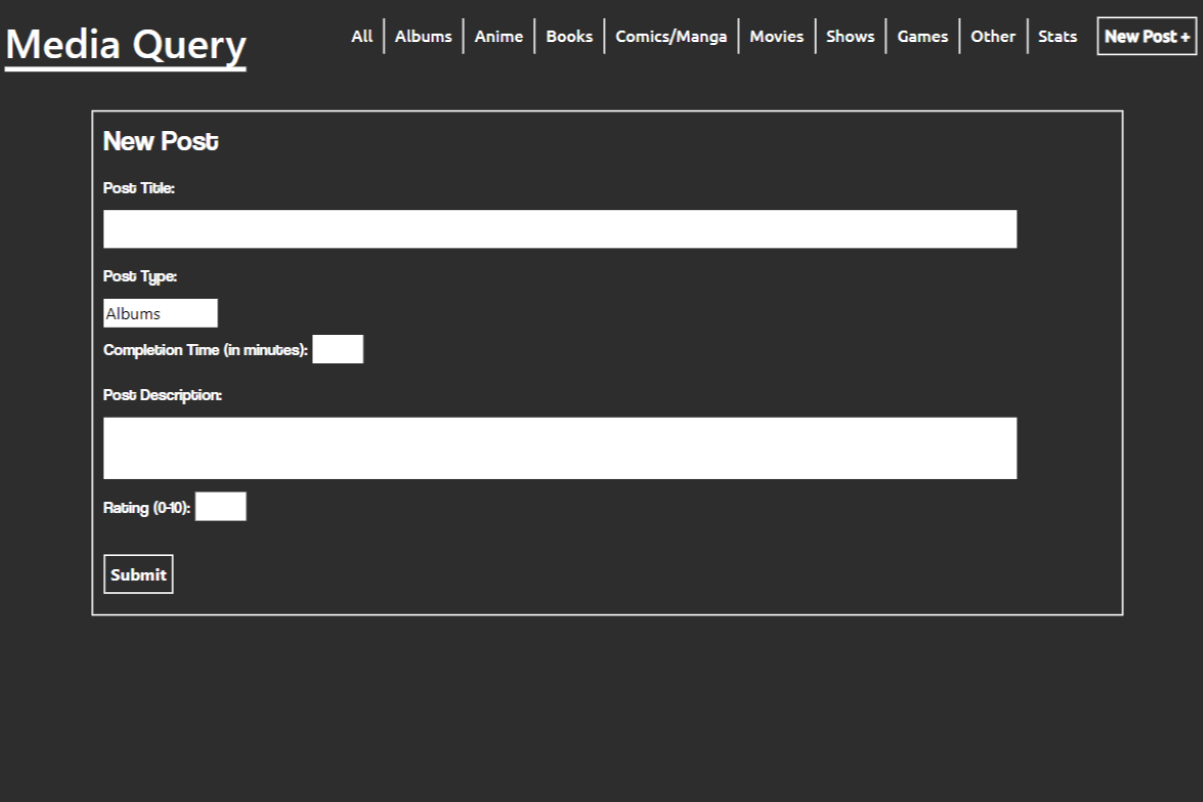 Media Query
All
Albums
Anime
Books
Comics/Manga
Movies
Shows
Games
Other
Stats
New Post +
New Post
Post Title:
Post Type:
Albums
Completion Time (in minutes):
Post Description:
Rating (0-10):
Submit